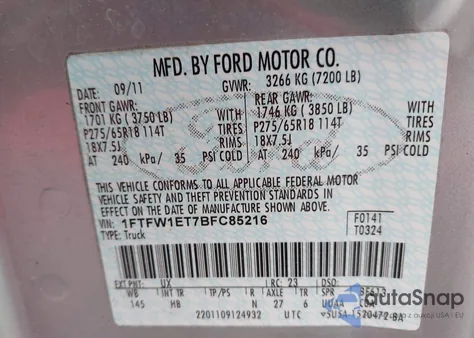 MFD. BY FORD MOTOR CO.
DATE: 09/11 GVWR: 3266 KG (7200 LB)
FRONT GAWR: REAR GAWR:
1701 KG (3750 LB) WITH 1746 KG (3850 LB) WITH
P275/65R18 114T TIRES P275/65R18 114T TIRES
18X7.5J RIMS 18X7.5J RIMS
AT 240 kPa/ 35 PSI COLD AT 240 kPa/ 35 PSI COLD
THIS VEHICLE CONFORMS TO ALL APPLICABLE FEDERAL MOTOR
VEHICLE SAFETY AND THEFT PREVENTION STANDARDS IN
EFFECT ON THE DATE OF MANUFACTURE SHOWN ABOVE.
VIN: 1FTFW1ET7BFC85216 F0141
TYPE: Truck T0324
EXT PNT: UX RC: 23 DSO:
WB INT TR TP/PS R AXLE TR
145 HB N 27 6 UUAA
2201109124932 UTC
autoSnap